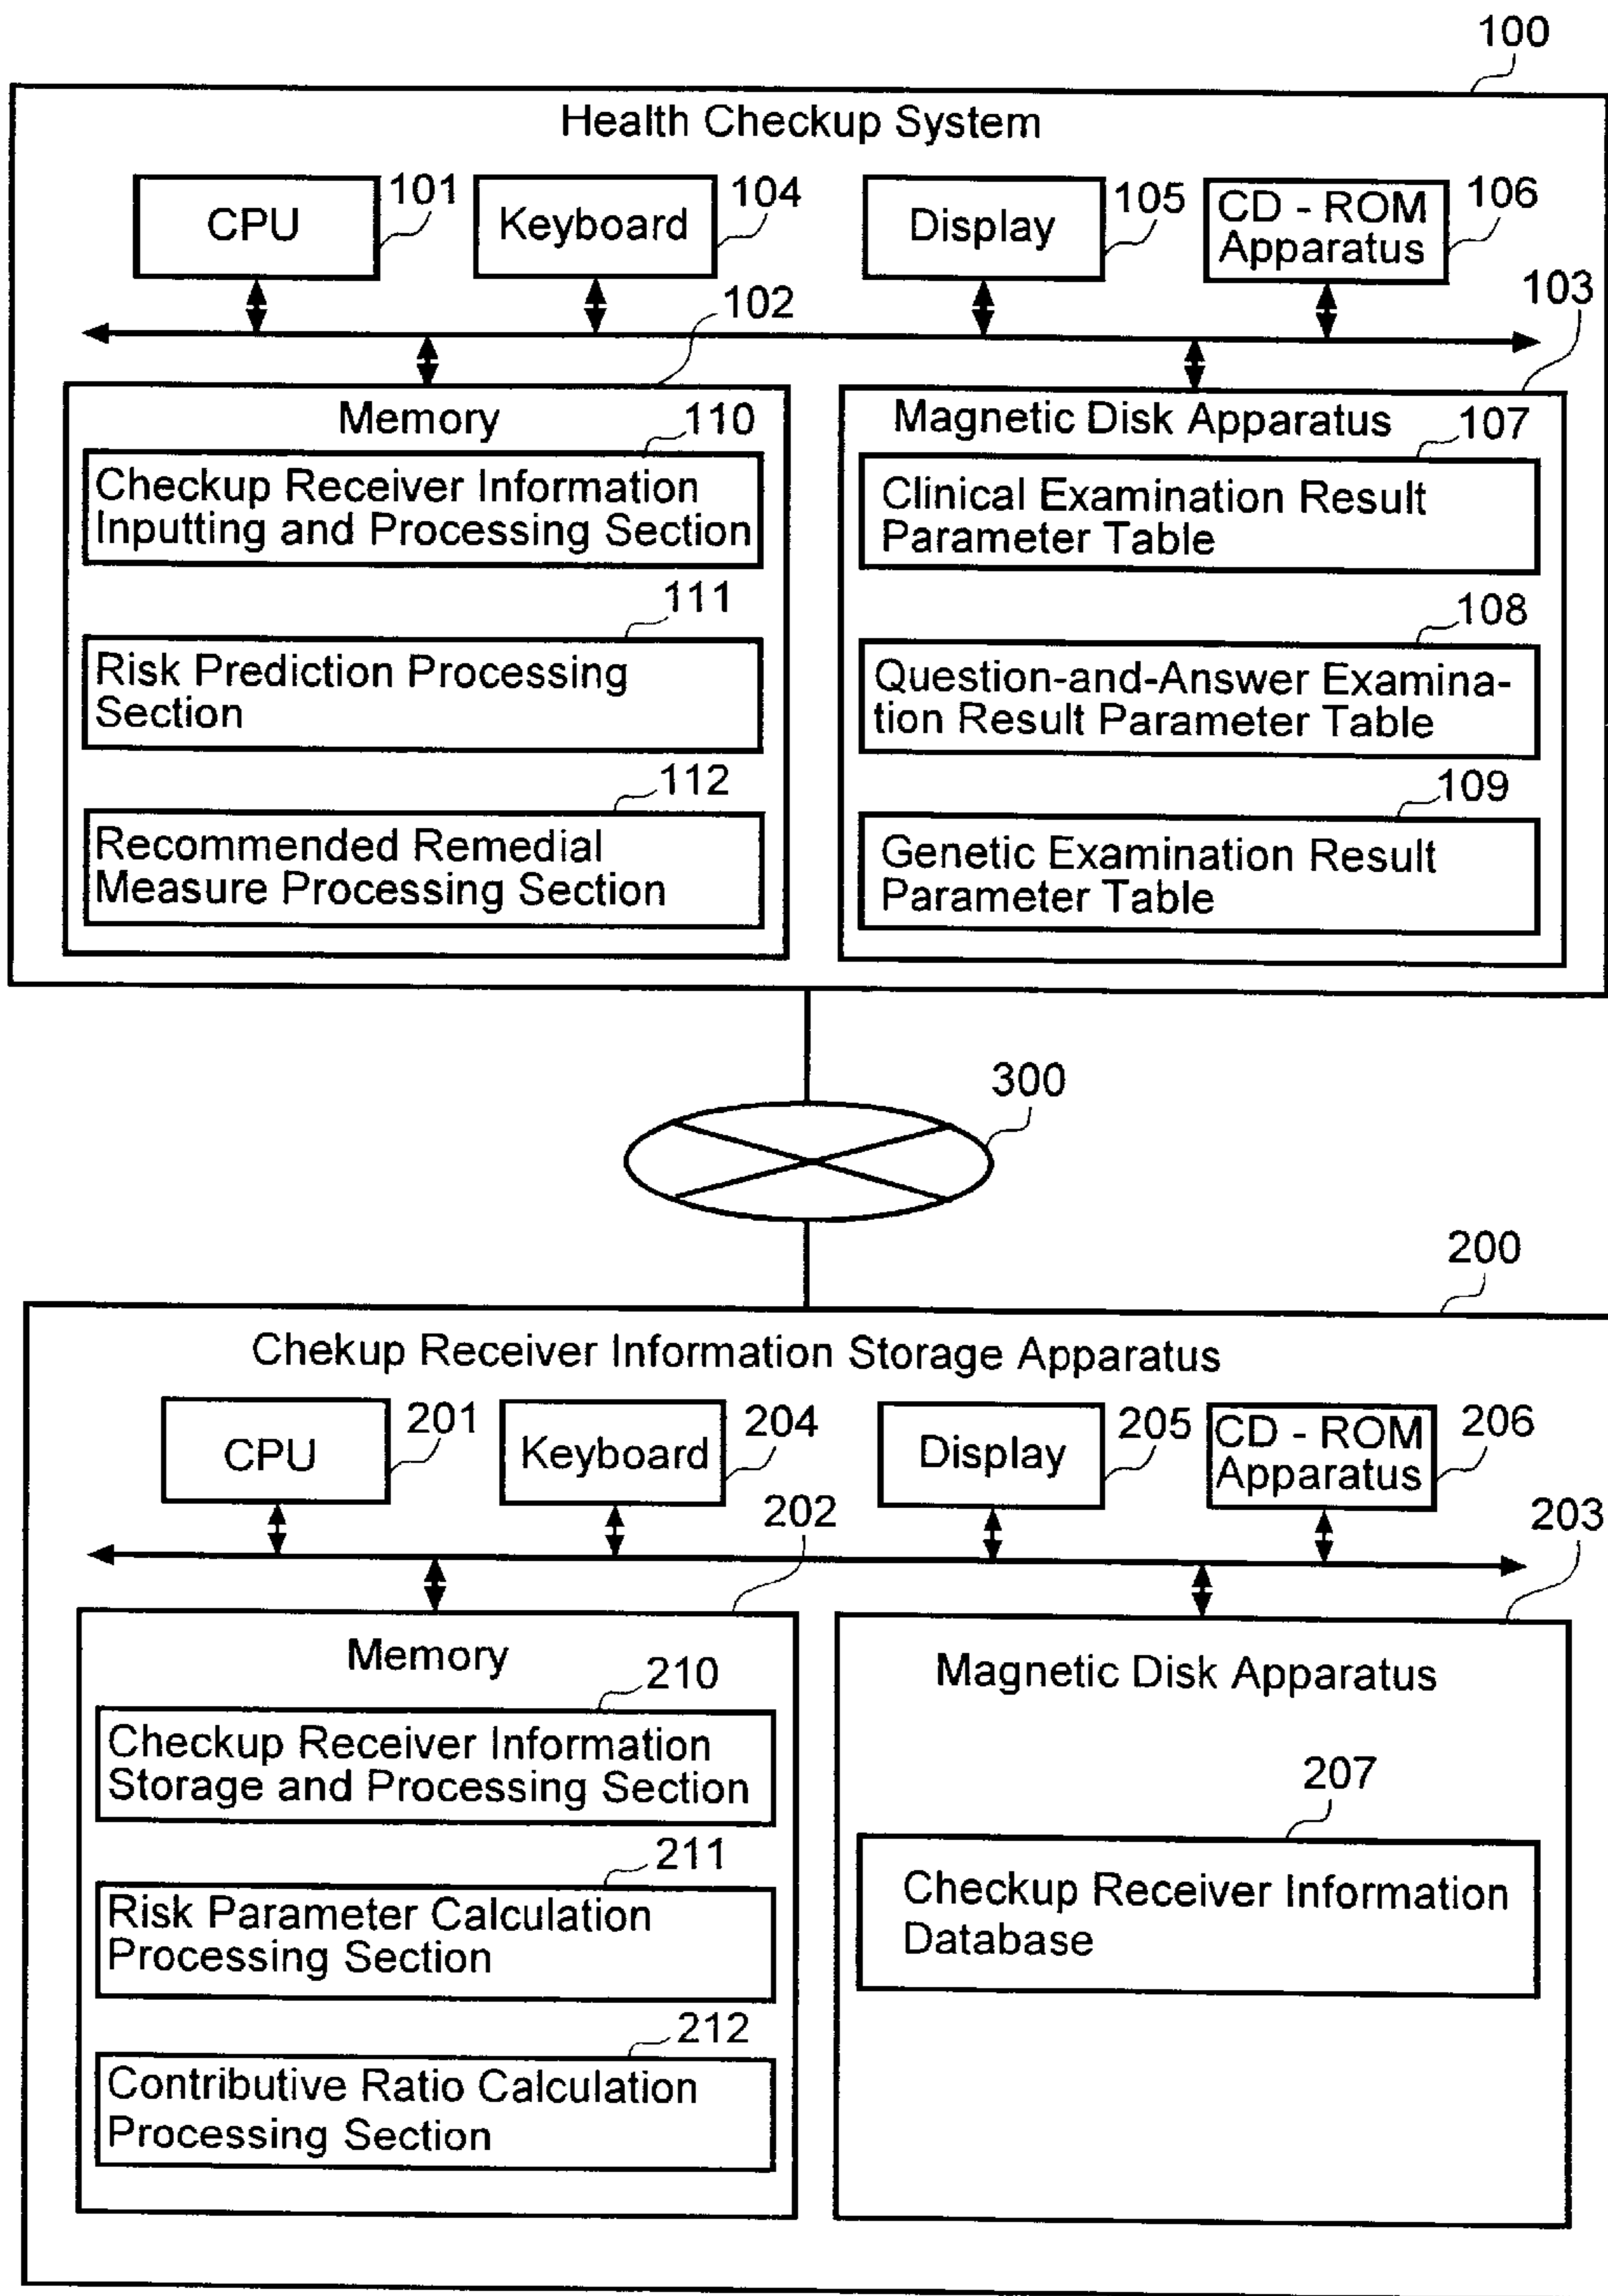 100
Health Checkup System
CPU
101
Keyboard
104
Display
105
CD - ROM
Apparatus
106
102
103
Memory
110
Checkup Receiver Information
Inputting and Processing Section
111
Risk Prediction Processing
Section
112
Recommended Remedial
Measure Processing Section
Magnetic Disk Apparatus
107
Clinical Examination Result
Parameter Table
108
Question-and-Answer Examina-
tion Result Parameter Table
109
Genetic Examination Result
Parameter Table
300
200
Chekup Receiver Information Storage Apparatus
CPU
201
Keyboard
204
Display
205
CD - ROM
Apparatus
206
202
203
Memory
210
Checkup Receiver Information
Storage and Processing Section
211
Risk Parameter Calculation
Processing Section
212
Contributive Ratio Calculation
Processing Section
Magnetic Disk Apparatus
207
Checkup Receiver Information
Database